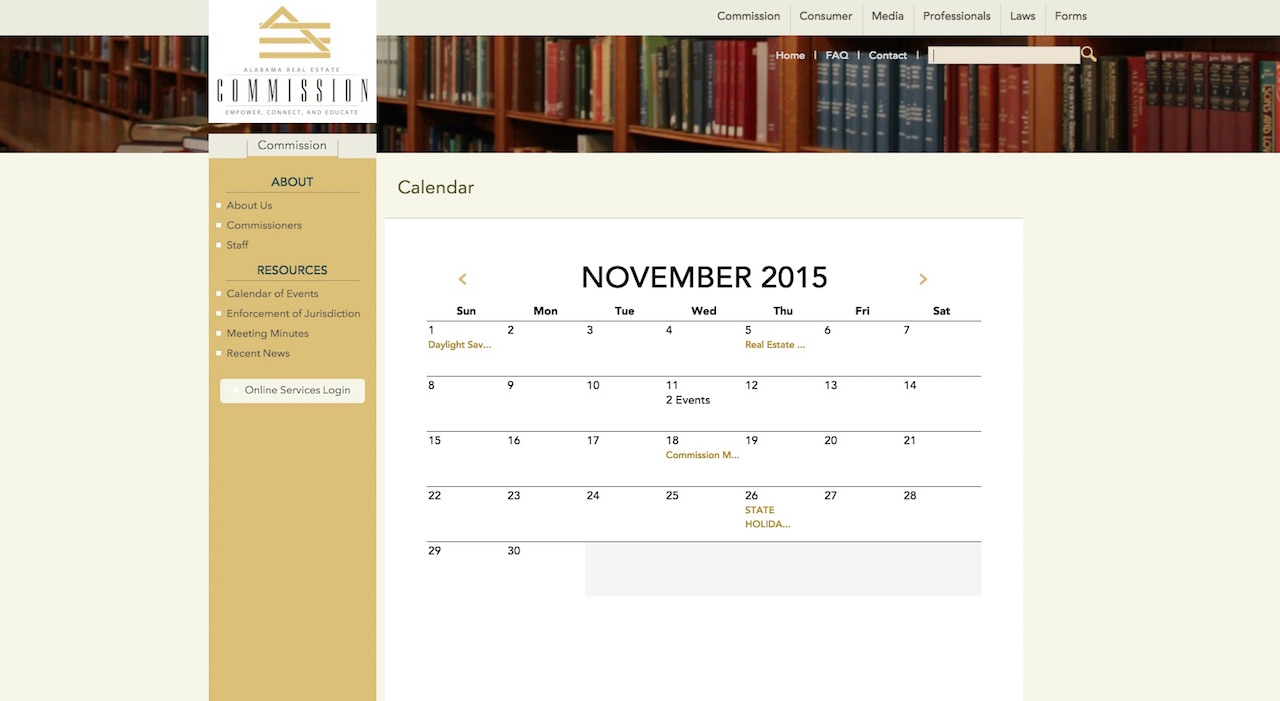 Commission Consumer Media Professionals Laws Forms
Home | FAQ | Contact |
ALABAMA REAL ESTATE
COMMISSION
EMPOWER, CONNECT, AND EDUCATE
Commission
ABOUT
About Us
Commissioners
Staff
RESOURCES
Calendar of Events
Enforcement of Jurisdiction
Meeting Minutes
Recent News
Online Services Login
Calendar
< NOVEMBER 2015 >
Sun Mon Tue Wed Thu Fri Sat
1 2 3 4 5 6 7
Daylight Sav... Real Estate ...
8 9 10 11 12 13 14
2 Events
15 16 17 18 19 20 21
Commission M...
22 23 24 25 26 27 28
STATE
HOLIDA...
29 30